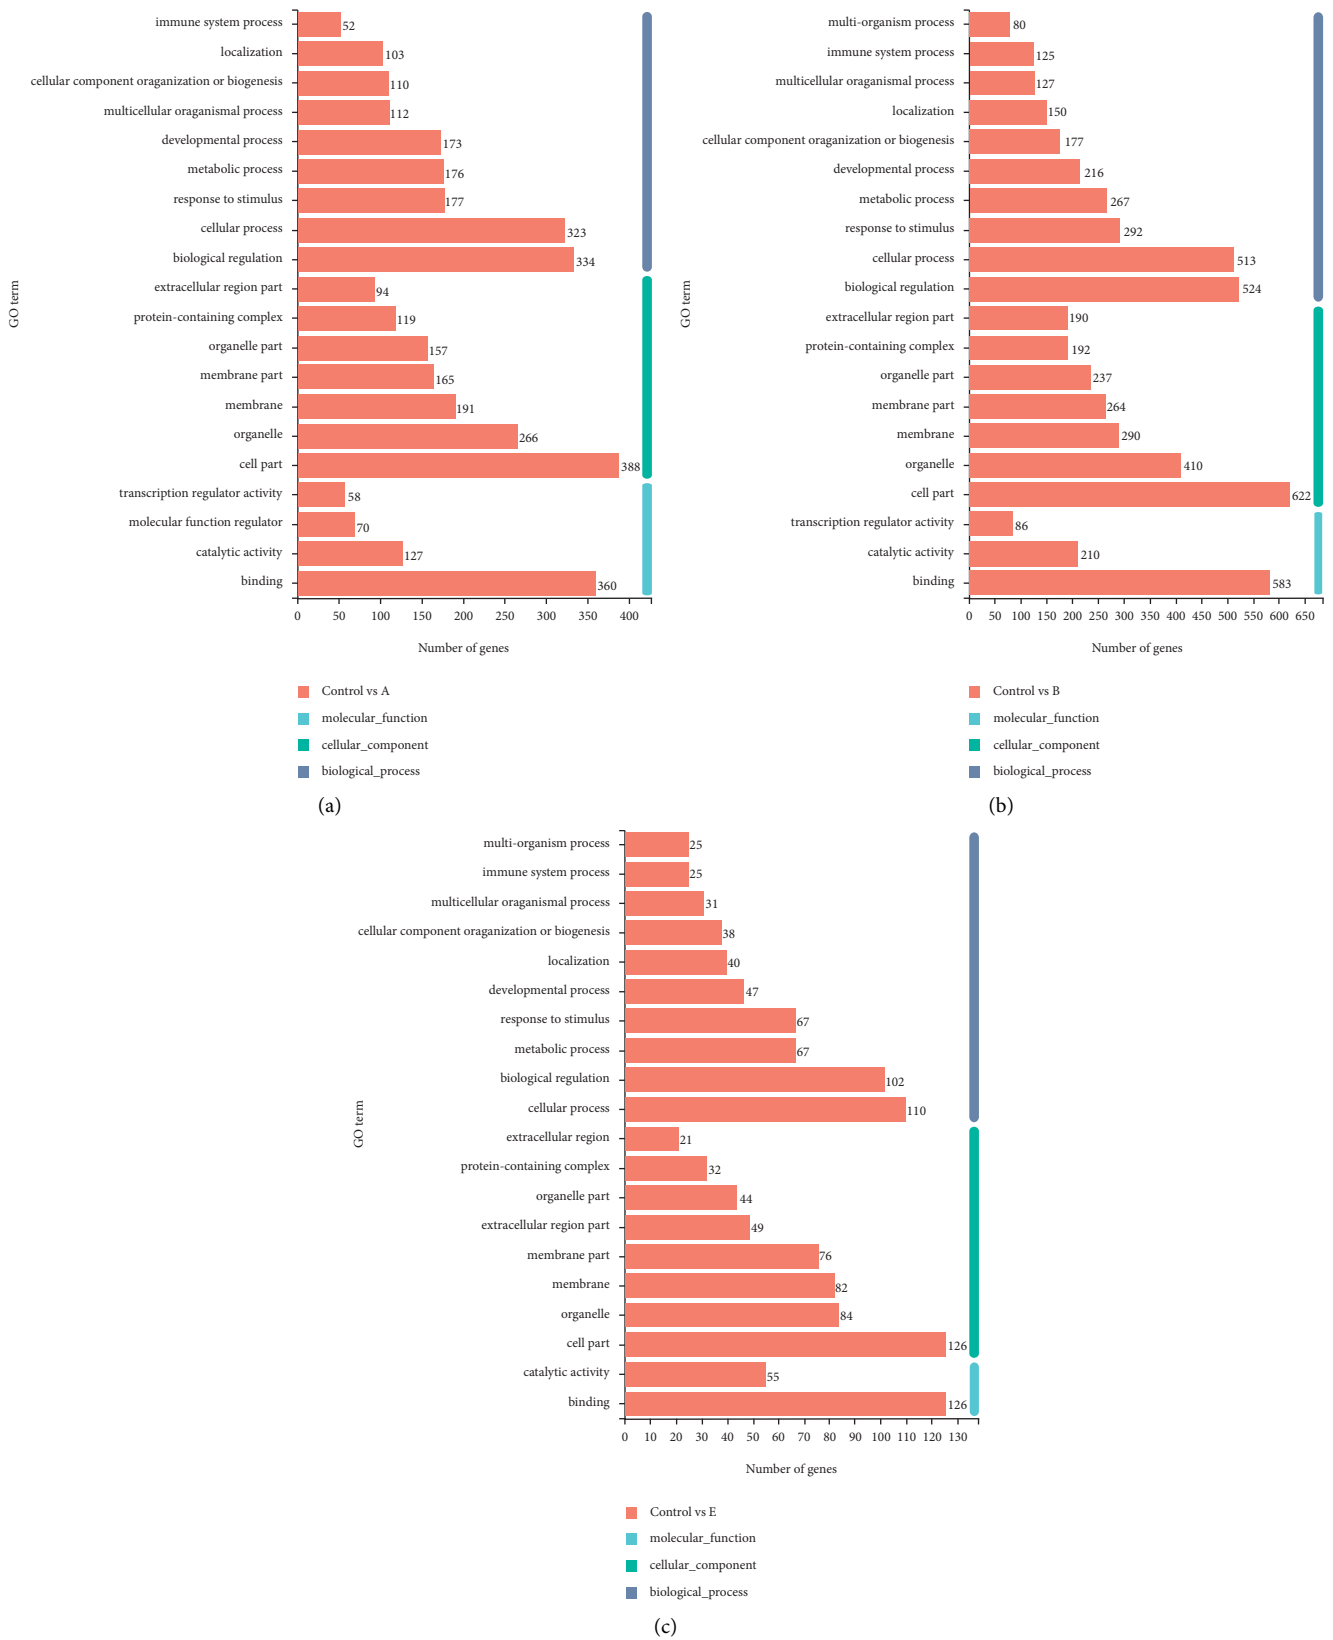 immune system process 52
localization 103
cellular component oraganization or biogenesis 110
multicellular oraganismal process 112
developmental process 173
metabolic process 176
response to stimulus 177
cellular process 323
biological regulation 334
extracellular region part 94
protein-containing complex 119
organelle part 157
membrane part 165
membrane 191
organelle 266
cell part 388
transcription regulator activity 58
molecular function regulator 70
catalytic activity 127
binding 360
GO term
0 50 100 150 200 250 300 350 400
Number of genes
Control vs A
molecular_function
cellular_component
biological_process
(a)
multi-organism process 80
immune system process 125
multicellular oraganismal process 127
localization 150
cellular component oraganization or biogenesis 177
developmental process 216
metabolic process 267
response to stimulus 292
cellular process 513
biological regulation 524
extracellular region part 190
protein-containing complex 192
organelle part 237
membrane part 264
membrane 290
organelle 410
cell part 622
transcription regulator activity 86
catalytic activity 210
binding 583
GO term
0 50 100 150 200 250 300 350 400 450 500 550 600 650
Number of genes
Control vs B
molecular_function
cellular_component
biological_process
(b)
multi-organism process 25
immune system process 25
multicellular oraganismal process 31
cellular component oraganization or biogenesis 38
localization 40
developmental process 47
response to stimulus 67
metabolic process 67
biological regulation 102
cellular process 110
extracellular region 21
protein-containing complex 32
organelle part 44
extracellular region part 49
membrane part 76
membrane 82
organelle 84
cell part 126
catalytic activity 55
binding 126
GO term
0 10 20 30 40 50 60 70 80 90 100 110 120 130
Number of genes
Control vs E
molecular_function
cellular_component
biological_process
(c)